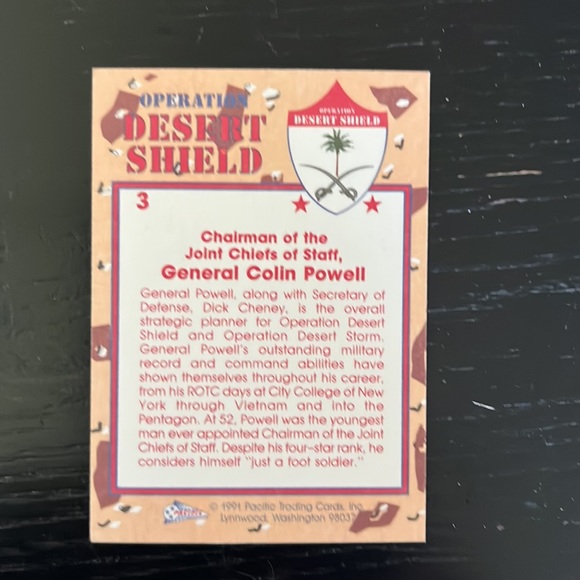 OPERATION
DESERT
SHIELD
OPERATION
DESERT SHIELD
3
Chairman of the
Joint Chiefs of Staff,
General Colin Powell
General Powell, along with Secretary of
Defense, Dick Cheney, is the overall
strategic planner for Operation Desert
Shield and Operation Desert Storm.
General Powell's outstanding military
record and command abilities have
shown themselves throughout his career,
from his ROTC days at City College of New
York through Vietnam and into the
Pentagon. At 52, Powell was the youngest
man ever appointed Chairman of the Joint
Chiefs of Staff. Despite his four-star rank, he
considers himself "just a foot soldier."
© 1991 Pacific Trading Cards, Inc.
Lynnwood, Washington